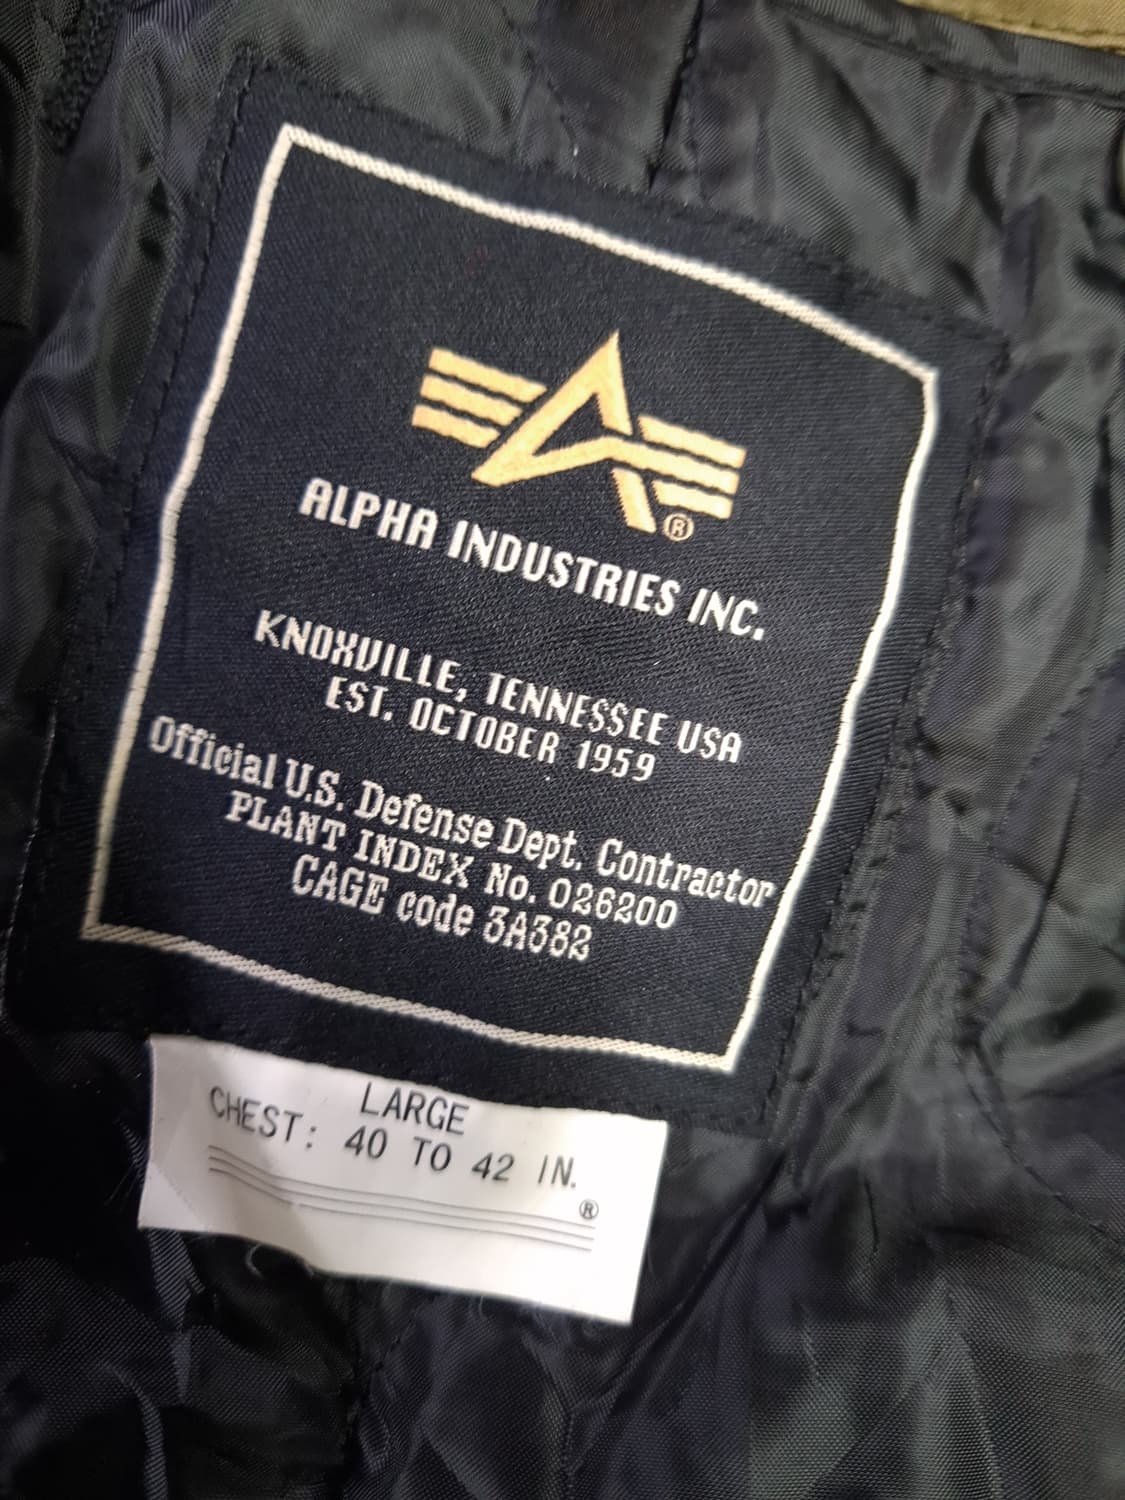 ®
ALPHA INDUSTRIES INC.
KNOXVILLE, TENNESSEE USA
EST. OCTOBER 1959
Official U.S. Defense Dept. Contractor
PLANT INDEX No. 026200
CAGE code 3A382
LARGE
CHEST: 40 TO 42 IN.
®